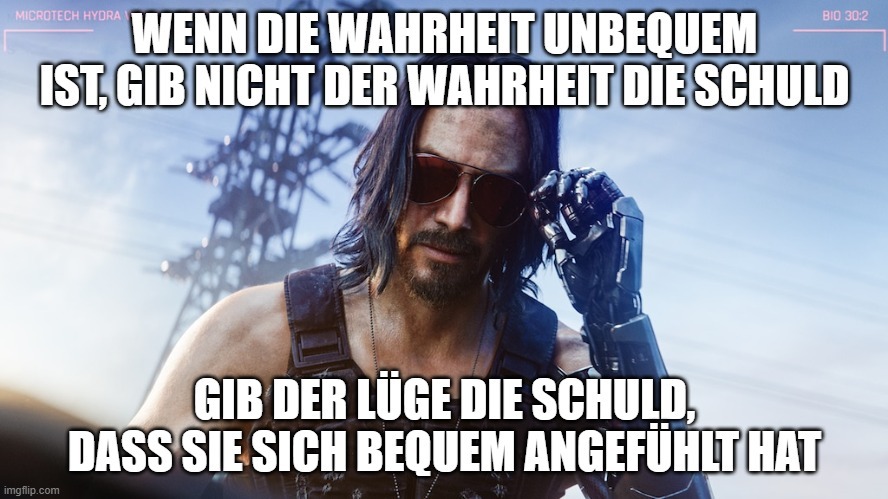 MICROTECH HYDRA
BIO 30:2
WENN DIE WAHRHEIT UNBEQUEM
IST, GIB NICHT DER WAHRHEIT DIE SCHULD
GIB DER LÜGE DIE SCHULD,
DASS SIE SICH BEQUEM ANGEFÜHLT HAT
imgflip.com